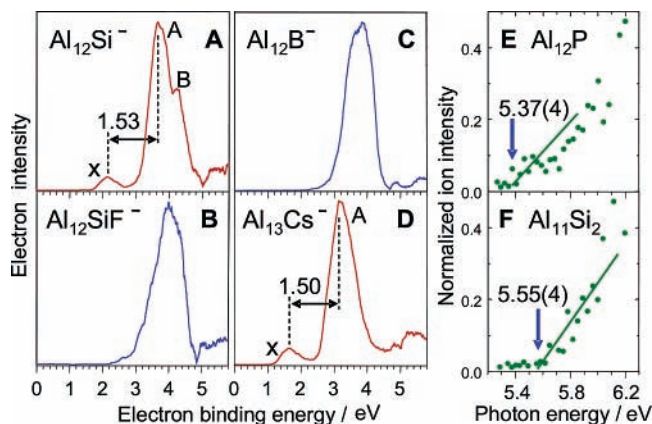 Al₁₂Si⁻ A
A
B
1.53
X
Al₁₂B⁻ C
E Al₁₂P
0.4
0.2
0.0
5.37(4)
Al₁₂SiF⁻ B
Al₁₃Cs⁻ D
A
1.50
X
F Al₁₁Si₂
0.4
0.2
0.0
5.55(4)
Electron intensity
Normalized ion intensity
0 1 2 3 4 5
0 1 2 3 4 5
5.4 5.8 6.2
Electron binding energy / eV
Photon energy / eV